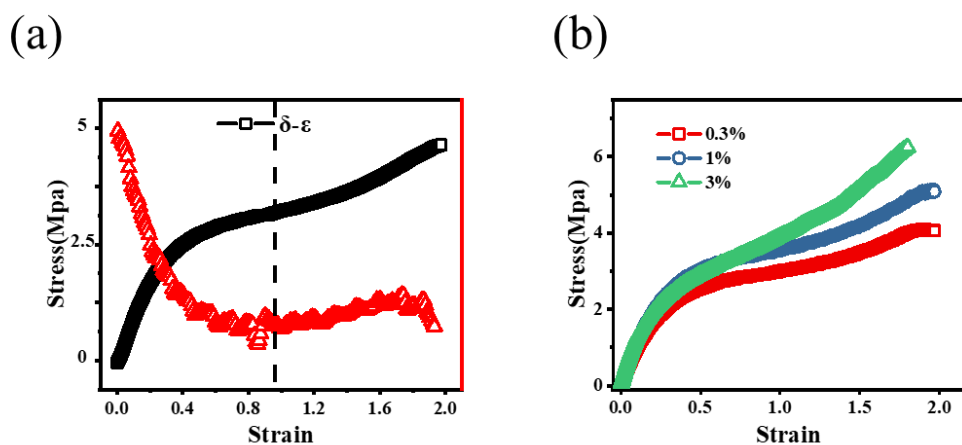 (a)
(b)
δ-ε
5
2.5
0
Stress(Mpa)
0.0 0.4 0.8 1.2 1.6 2.0
Strain
0.3%
1%
3%
6
4
2
0
Stress(Mpa)
0.0 0.5 1.0 1.5 2.0
Strain